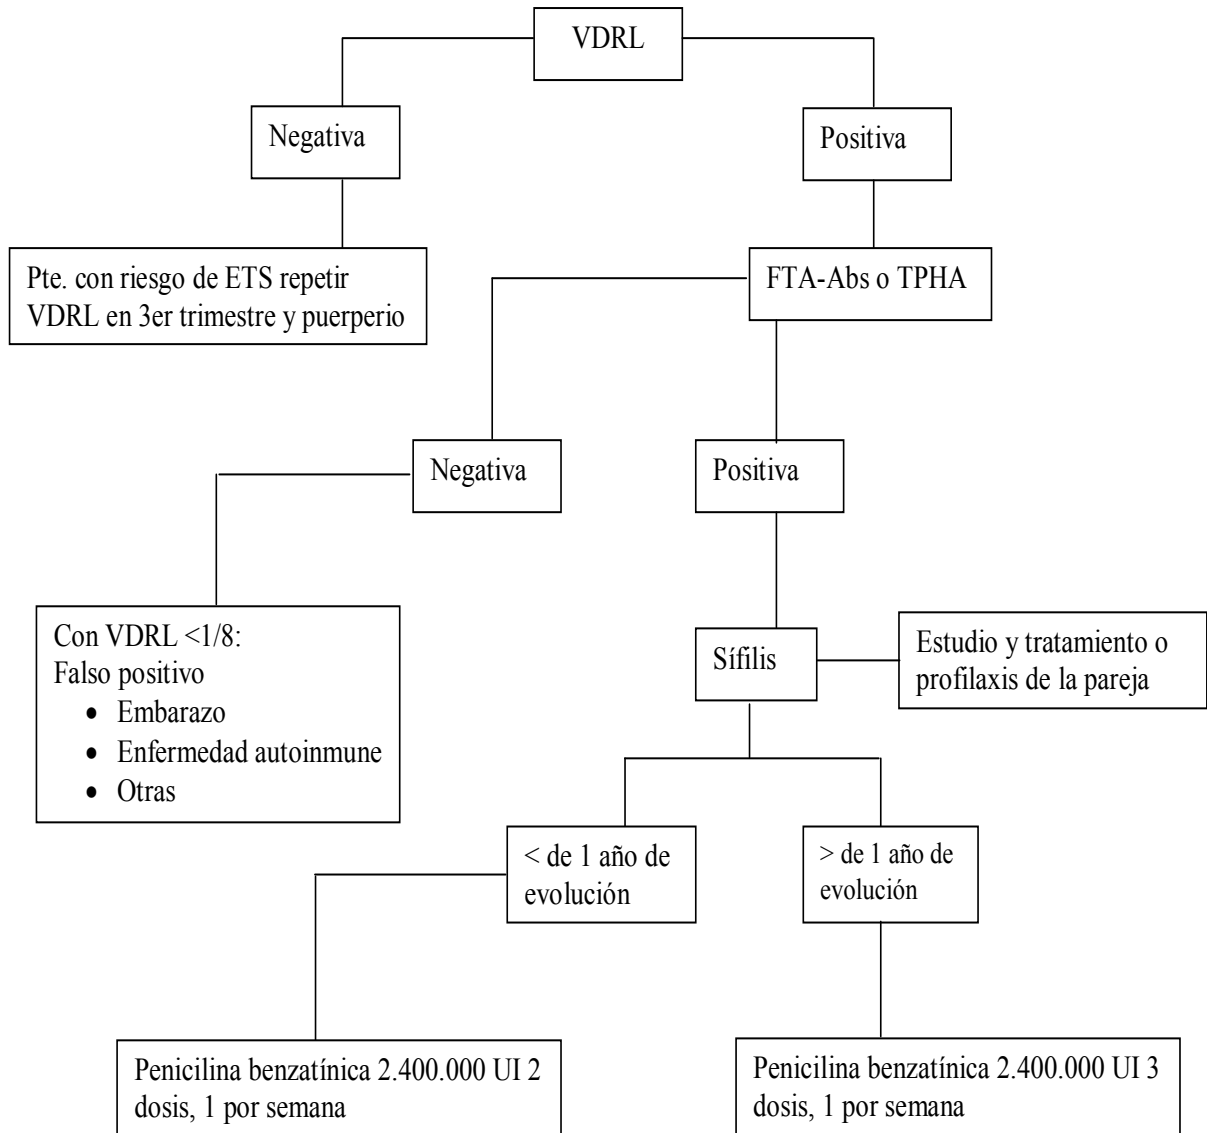 VDRL
Negativa
Positiva
Pte. con riesgo de ETS repetir
VDRL en 3er trimestre y puerperio
FTA-Abs o TPHA
Negativa
Positiva
Con VDRL <1/8:
Falso positivo
• Embarazo
• Enfermedad autoinmune
• Otras
Sífilis
Estudio y tratamiento o
profilaxis de la pareja
< de 1 año de
evolución
> de 1 año de
evolución
Penicilina benzatínica 2.400.000 UI 2
dosis, 1 por semana
Penicilina benzatínica 2.400.000 UI 3
dosis, 1 por semana